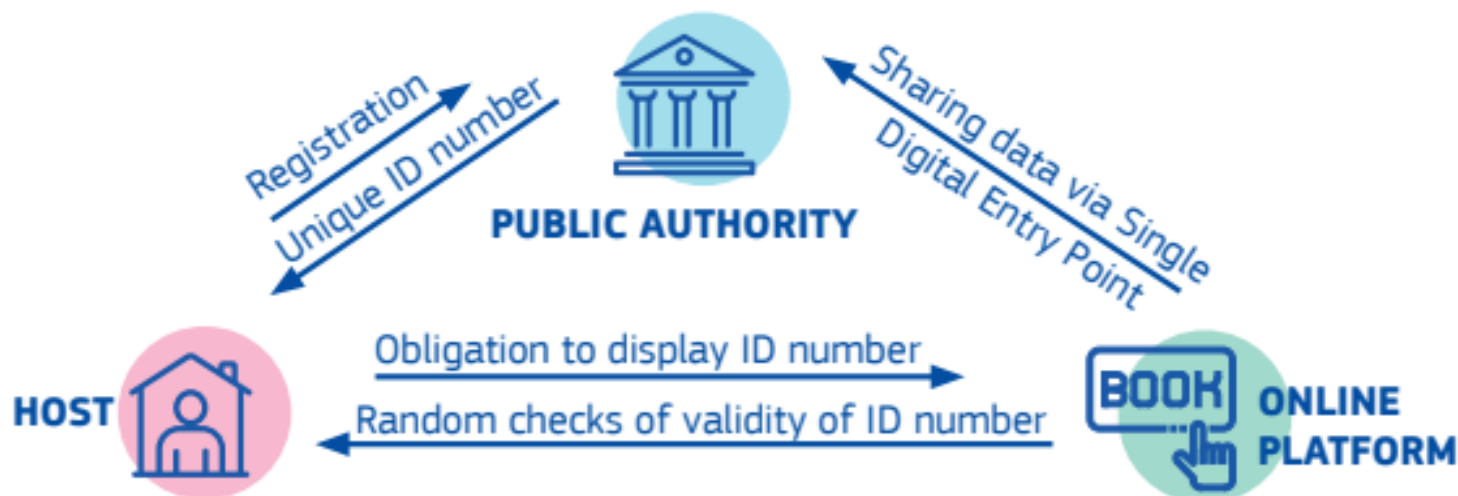 Registration
Unique ID number
PUBLIC AUTHORITY
Sharing data via Single
Digital Entry Point
HOST
Obligation to display ID number
Random checks of validity of ID number
BOOK
ONLINE
PLATFORM